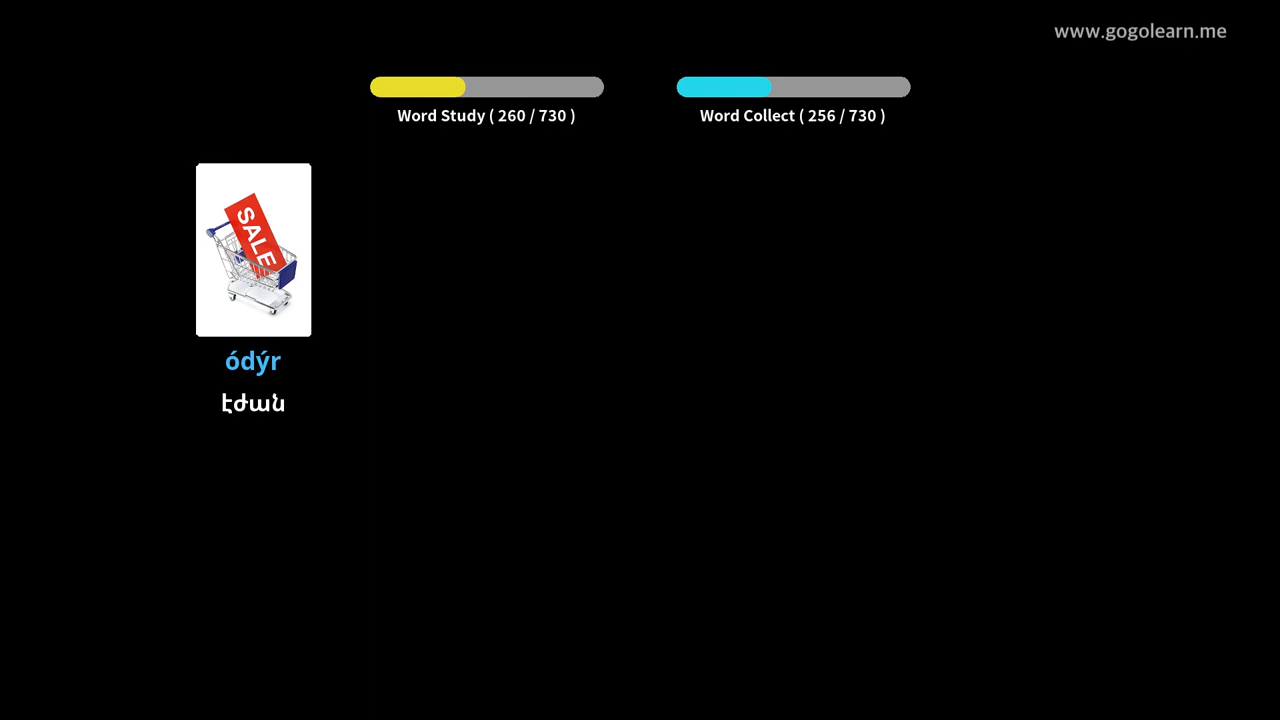 www.gogolearn.me
Word Study ( 260 / 730 )
Word Collect ( 256 / 730 )
SALE
ódýr
էժան